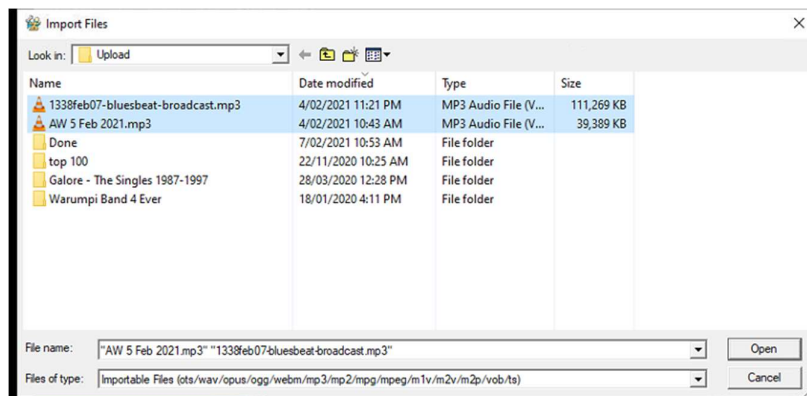 Import Files
Look in: Upload
Name Date modified Type Size
1338feb07-bluesbeat-broadcast.mp3 4/02/2021 11:21 PM MP3 Audio File (V... 111,269 KB
AW 5 Feb 2021.mp3 4/02/2021 10:43 AM MP3 Audio File (V... 39,389 KB
Done 7/02/2021 10:53 AM File folder
top 100 22/11/2020 10:25 AM File folder
Galore - The Singles 1987-1997 28/03/2020 12:28 PM File folder
Warumpi Band 4 Ever 18/01/2020 4:11 PM File folder
File name: "AW 5 Feb 2021.mp3" "1338feb07-bluesbeat-broadcast.mp3" Open
Files of type: Importable Files (ots/wav/opus/ogg/webm/mp3/mp2/mpg/mpeg/m1v/m2v/m2p/vob/ts) Cancel